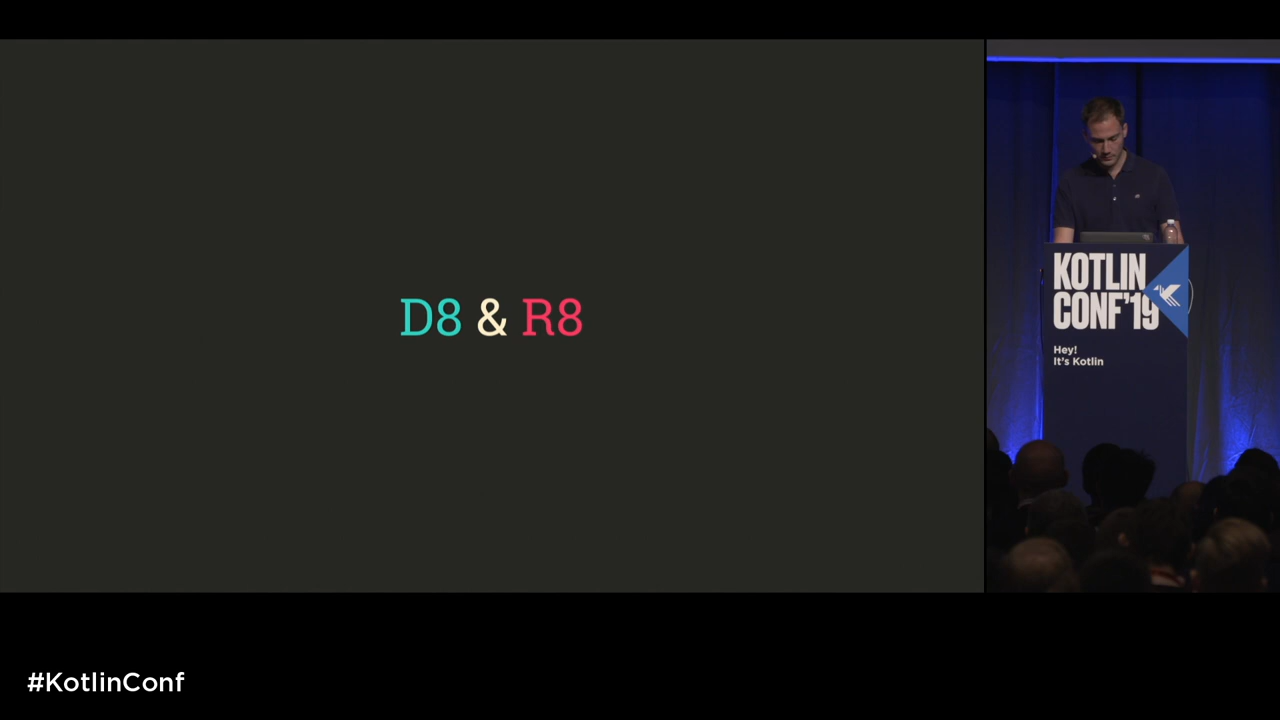 D8 & R8
KOTLIN
CONF'19
Hey!
It's Kotlin
#KotlinConf